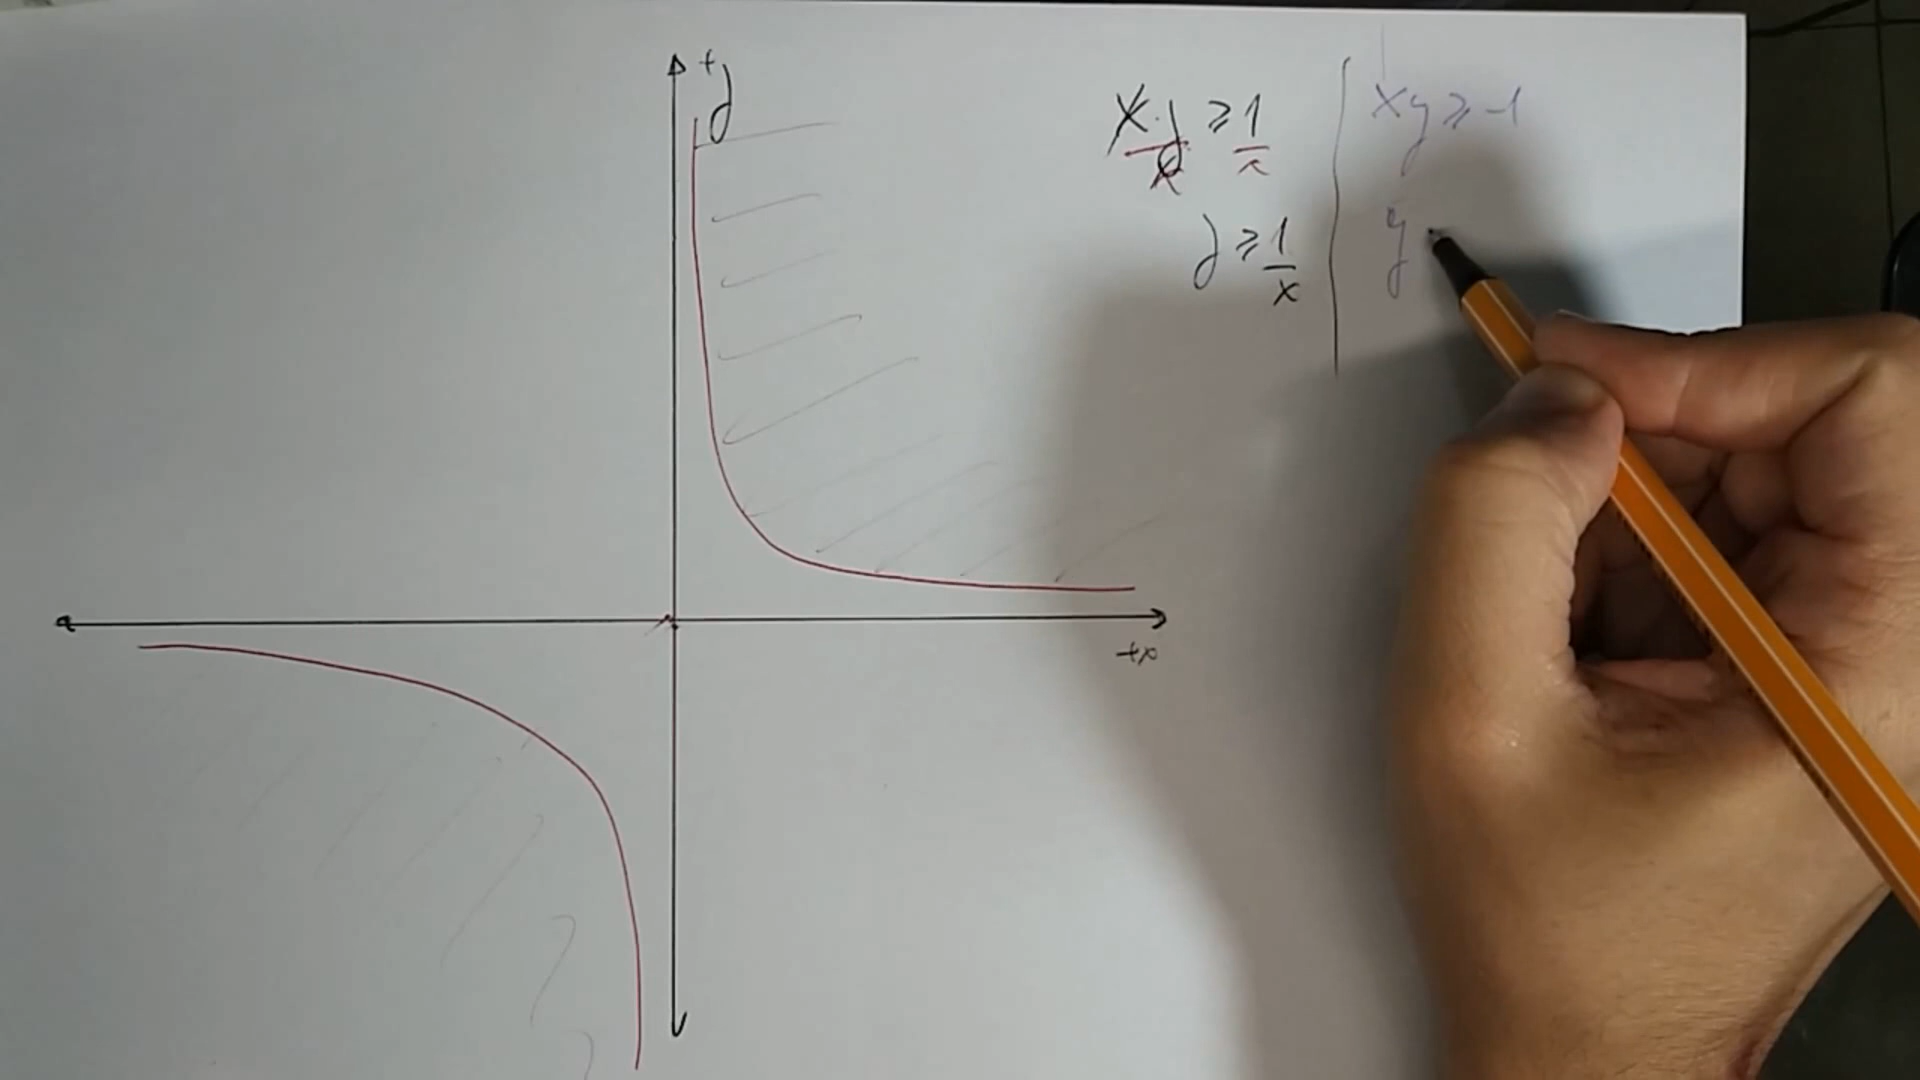 +y
x·y ≥ 1
x x
y ≥ 1
x
xy ≥ -1
y
+x